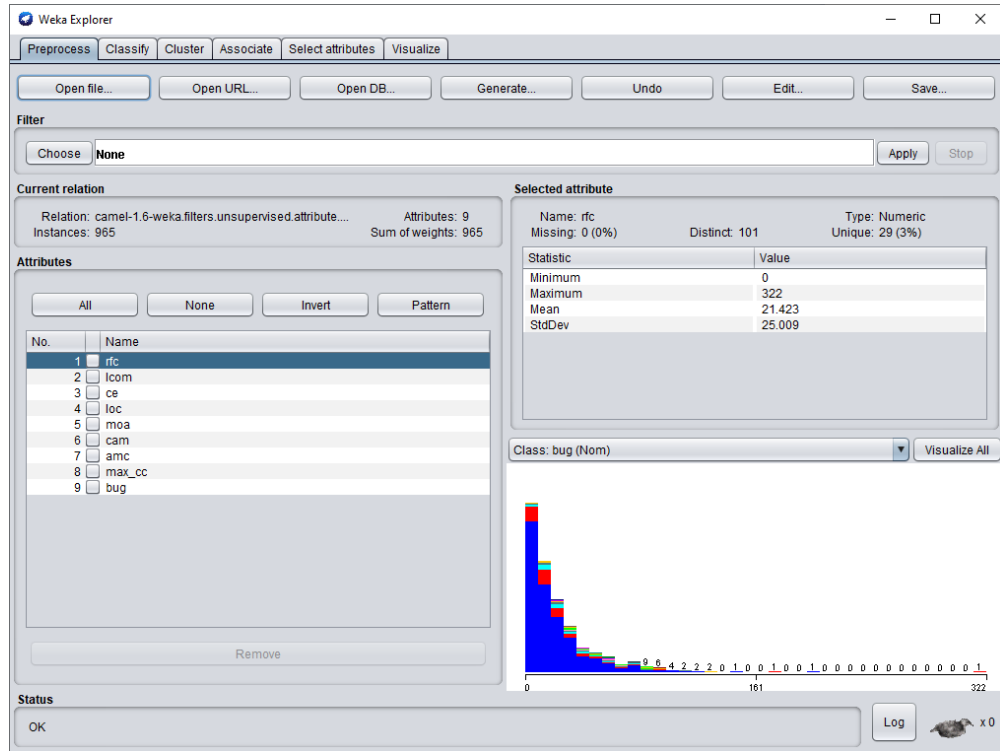 Weka Explorer
Preprocess Classify Cluster Associate Select attributes Visualize
Open file... Open URL... Open DB... Generate... Undo Edit... Save...
Filter
Choose None Apply Stop
Current relation
Relation: camel-1.6-weka.filters.unsupervised.attribute.... Attributes: 9
Instances: 965 Sum of weights: 965
Attributes
All None Invert Pattern
No. Name
1 rfc
2 lcom
3 ce
4 loc
5 moa
6 cam
7 amc
8 max_cc
9 bug
Remove
Selected attribute
Name: rfc Type: Numeric
Missing: 0 (0%) Distinct: 101 Unique: 29 (3%)
Statistic Value
Minimum 0
Maximum 322
Mean 21.423
StdDev 25.009
Class: bug (Nom) Visualize All
9 6 4 2 2 2 0 1 0 0 1 0 0 1 0 0 0 0 0 0 0 0 0 0 0 0 1
0 161 322
Status
OK Log x 0